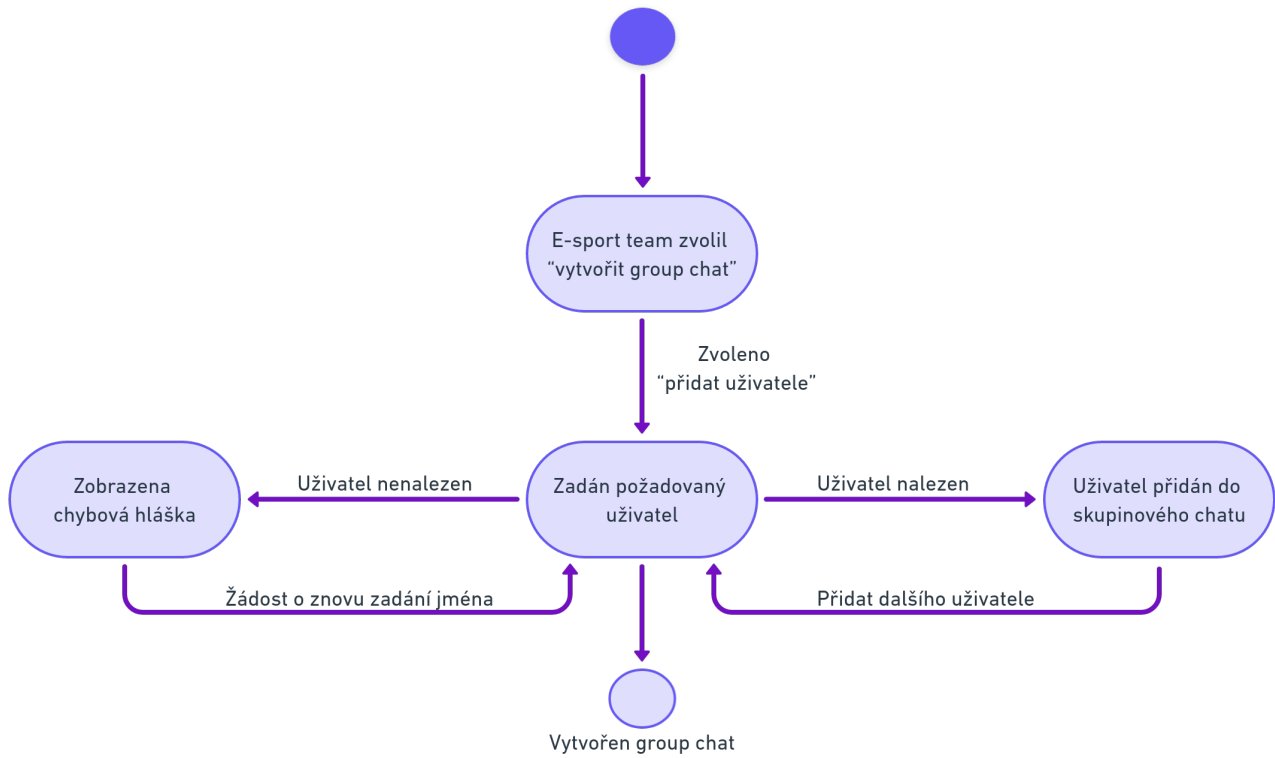 E-sport team zvolil
“vytvořit group chat”
Zvoleno
“přidat uživatele”
Zobrazena
chybová hláška
Uživatel nenalezen
Zadán požadovaný
uživatel
Uživatel nalezen
Uživatel přidán do
skupinového chatu
Žádost o znovu zadání jména
Přidat dalšího uživatele
Vytvořen group chat